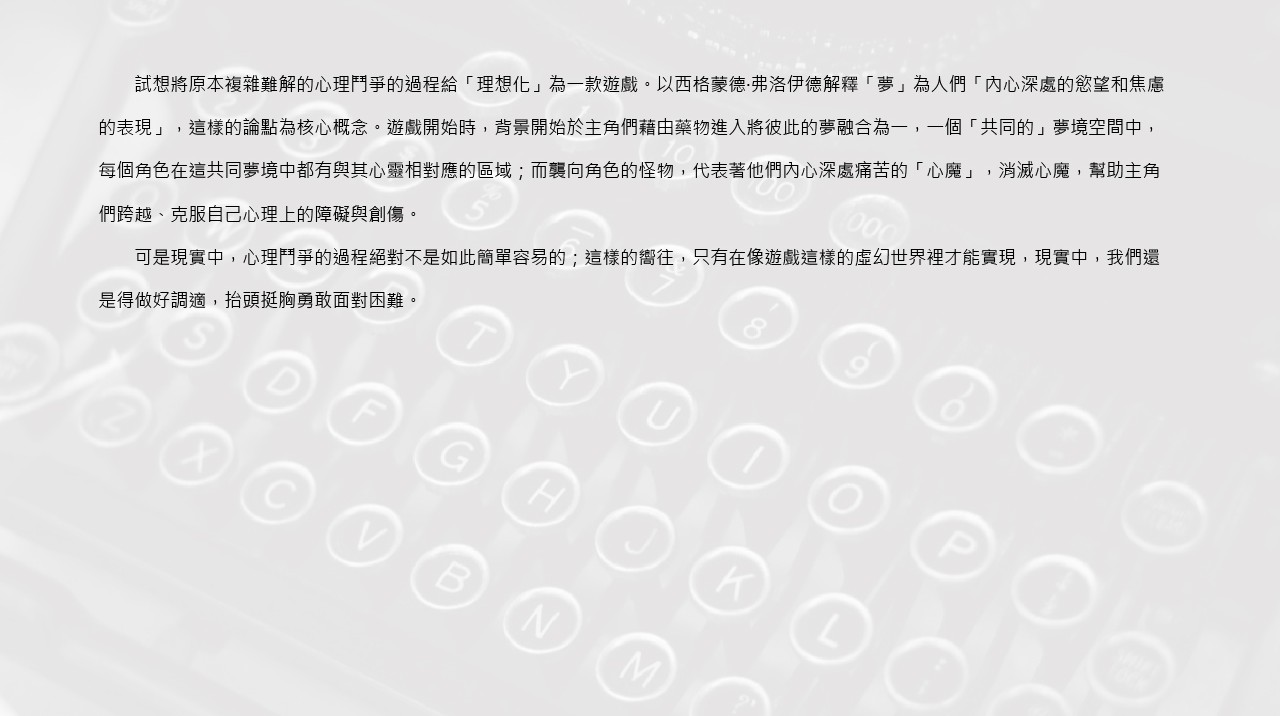 試想將原本複雜難解的心理鬥爭的過程給「理想化」為一款遊戲。以西格蒙德·弗洛伊德解釋「夢」為人們「內心深處的慾望和焦慮
的表現」，這樣的論點為核心概念。遊戲開始時，背景開始於主角們藉由藥物進入將彼此的夢融合為一，一個「共同的」夢境空間中，
每個角色在這共同夢境中都有與其心靈相對應的區域；而襲向角色的怪物，代表著他們內心深處痛苦的「心魔」，消滅心魔，幫助主角
們跨越、克服自己心理上的障礙與創傷。
可是現實中，心理鬥爭的過程絕對不是如此簡單容易的；這樣的嚮往，只有在像遊戲這樣的虛幻世界裡才能實現，現實中，我們還
是得做好調適，抬頭挺胸勇敢面對困難。
1
10
100
000
5
6
7
8
9
0
W
E
R
T
Y
U
I
O
P
S
D
F
G
H
J
K
L
Z
X
C
V
B
N
M